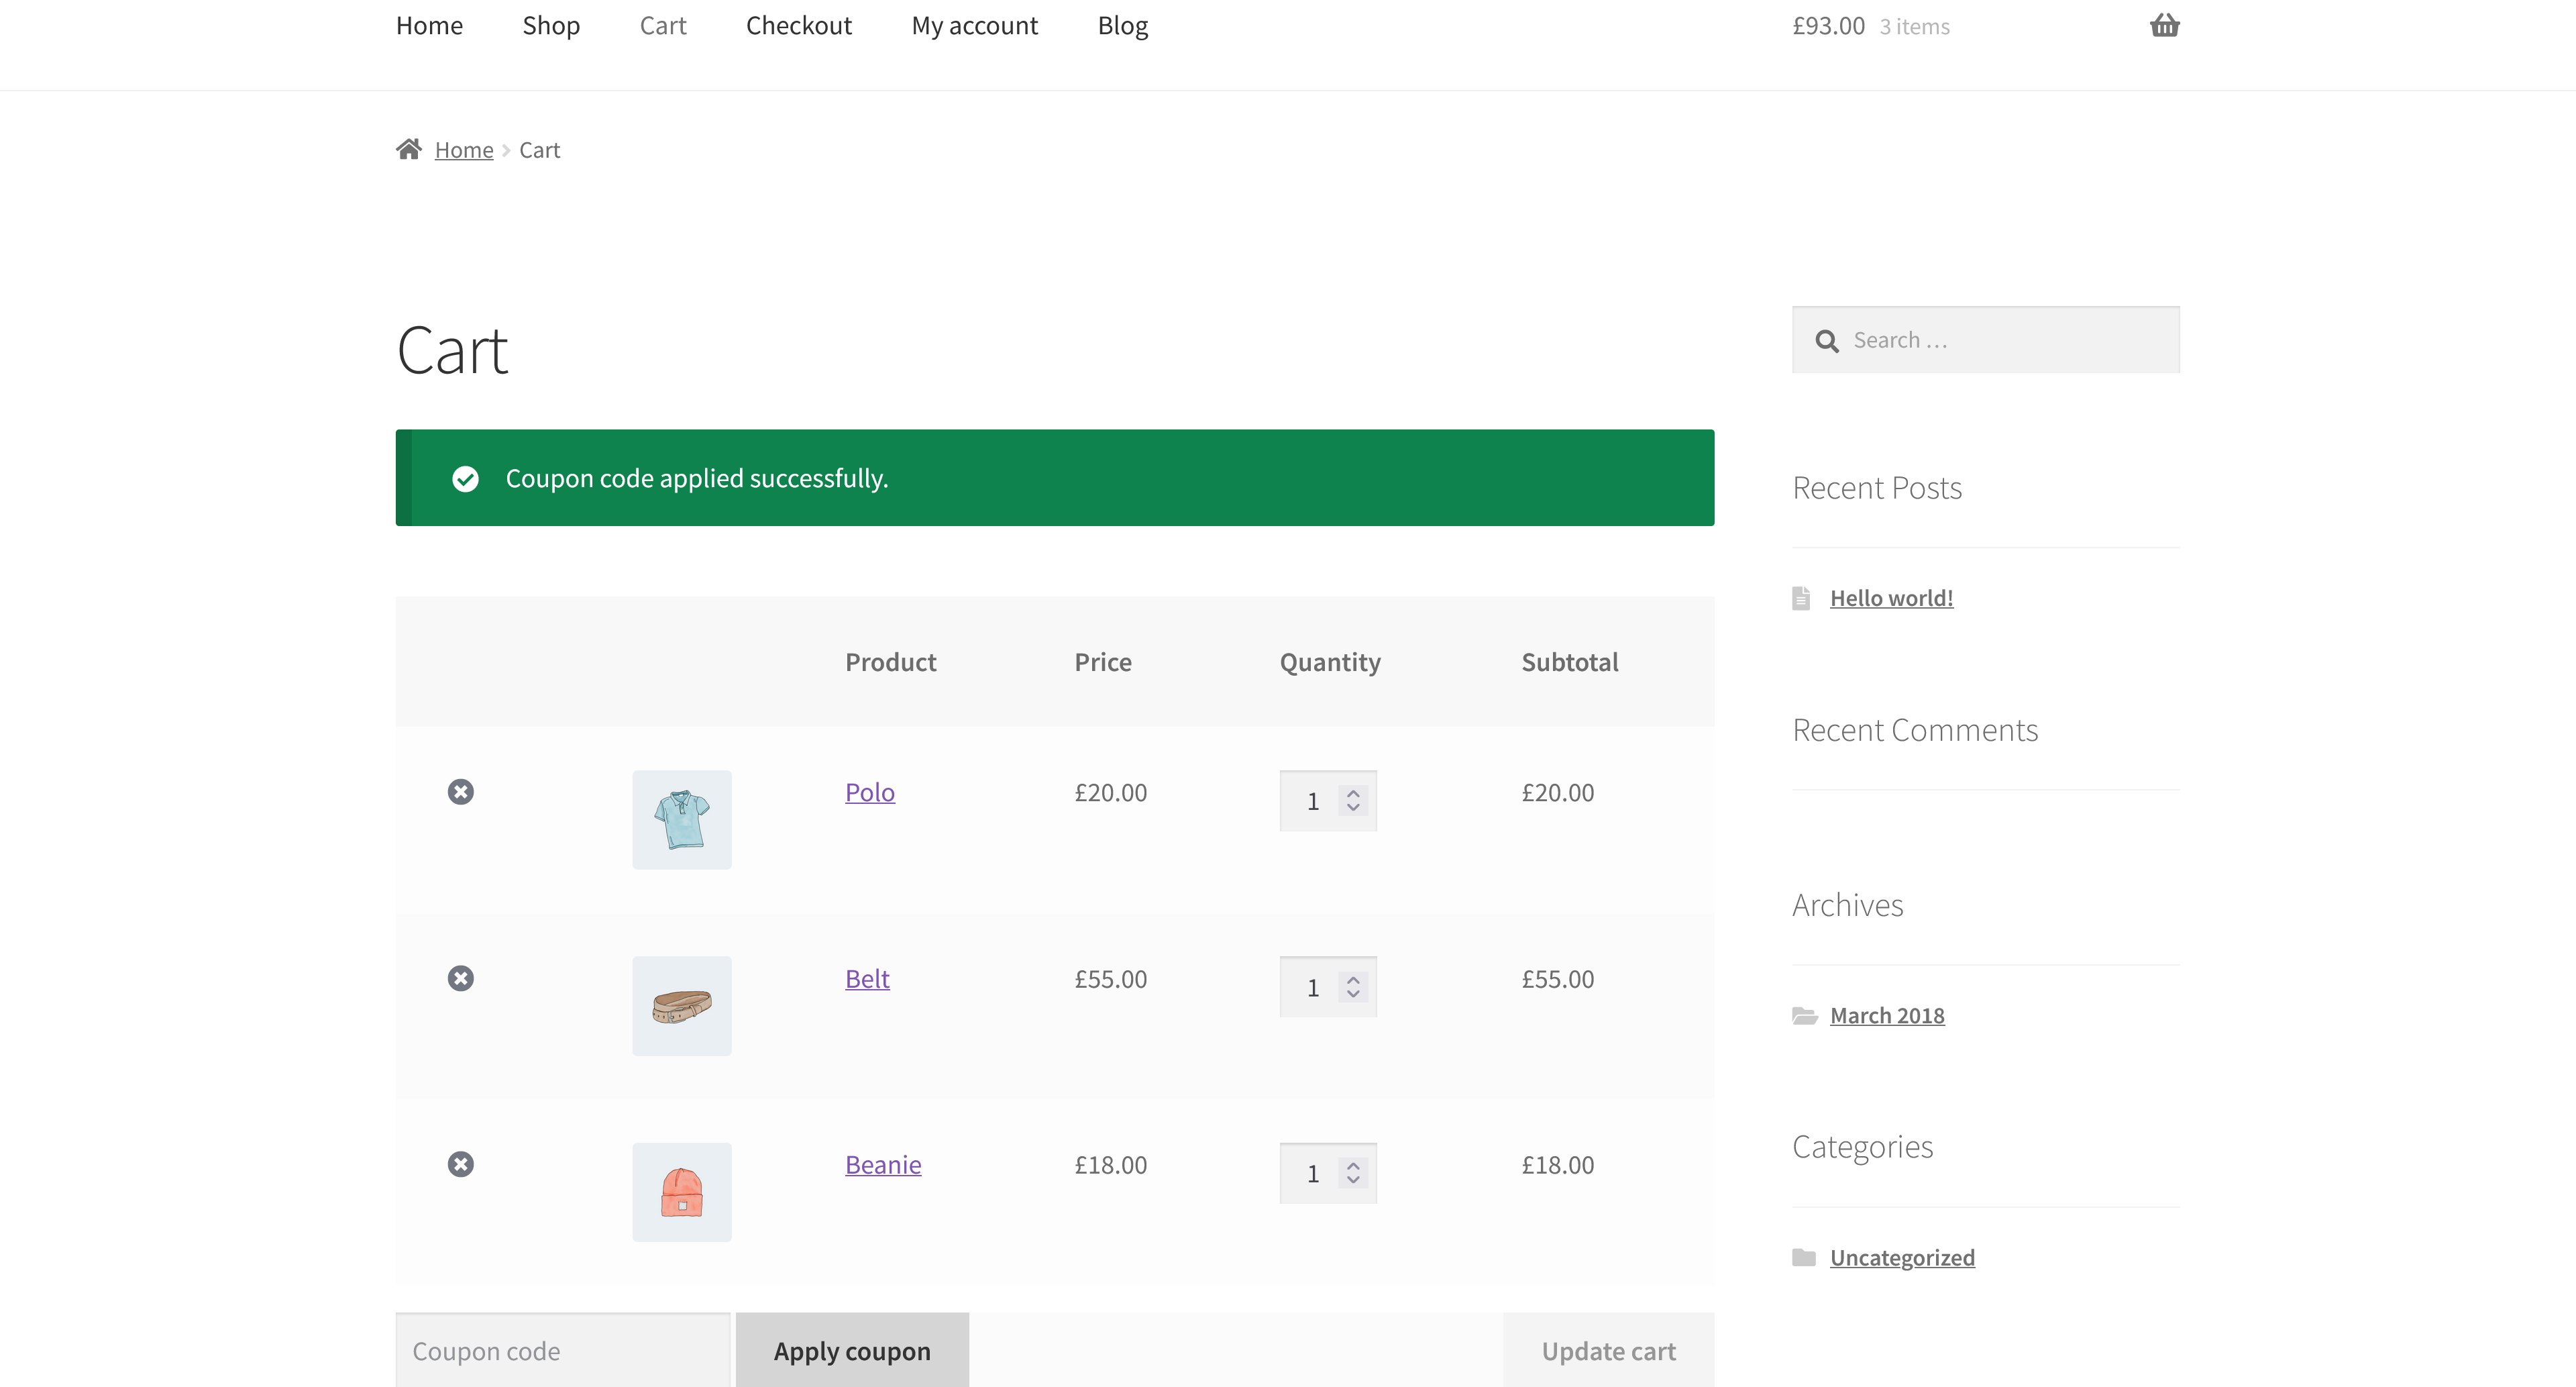 Home Shop Cart Checkout My account Blog £93.00 3 items
Home Cart
Cart
Search …
Coupon code applied successfully.
Recent Posts
Hello world!
Product Price Quantity Subtotal
Recent Comments
Polo £20.00 1 £20.00
Archives
Belt £55.00 1 £55.00
March 2018
Categories
Beanie £18.00 1 £18.00
Uncategorized
Coupon code Apply coupon Update cart